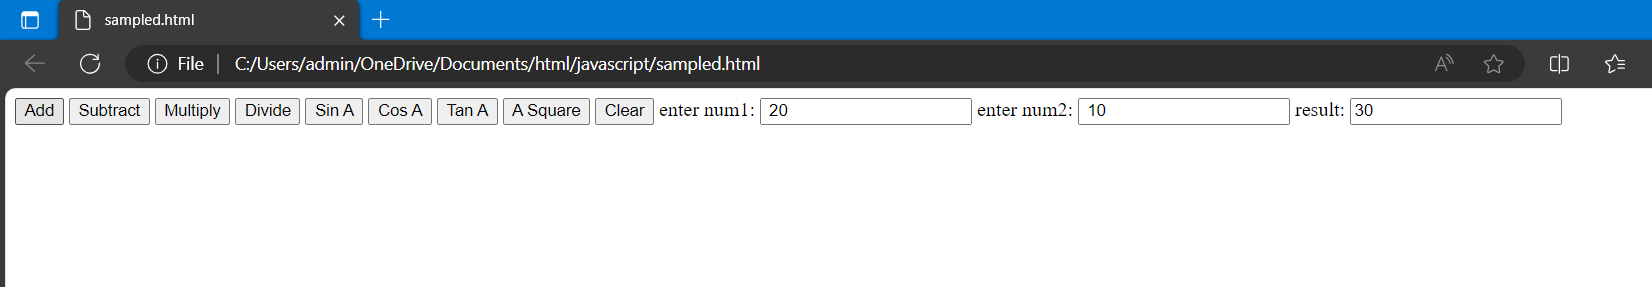 sampled.html
File | C:/Users/admin/OneDrive/Documents/html/javascript/sampled.html
Add Subtract Multiply Divide Sin A Cos A Tan A A Square Clear enter num1: 20 enter num2: 10 result: 30